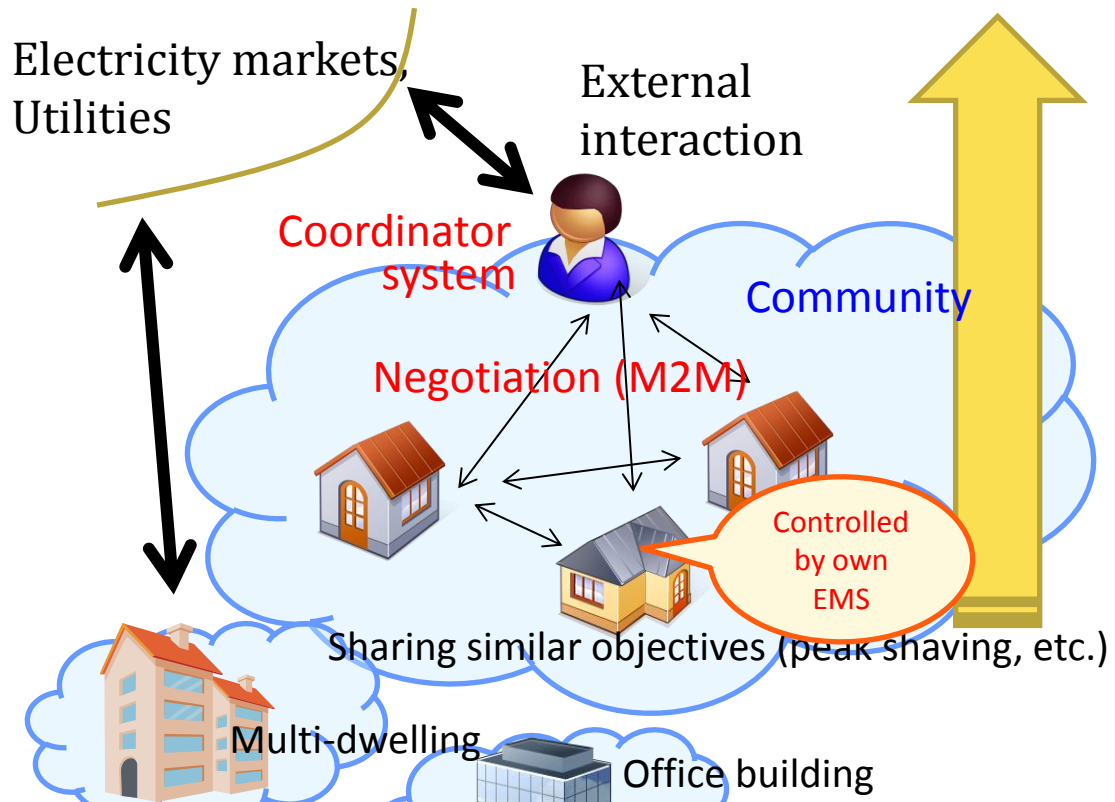 Electricity markets,
Utilities
External
interaction
Coordinator
system
Community
Negotiation (M2M)
Controlled
by own
EMS
Sharing similar objectives (peak shaving, etc.)
Multi-dwelling
Office building